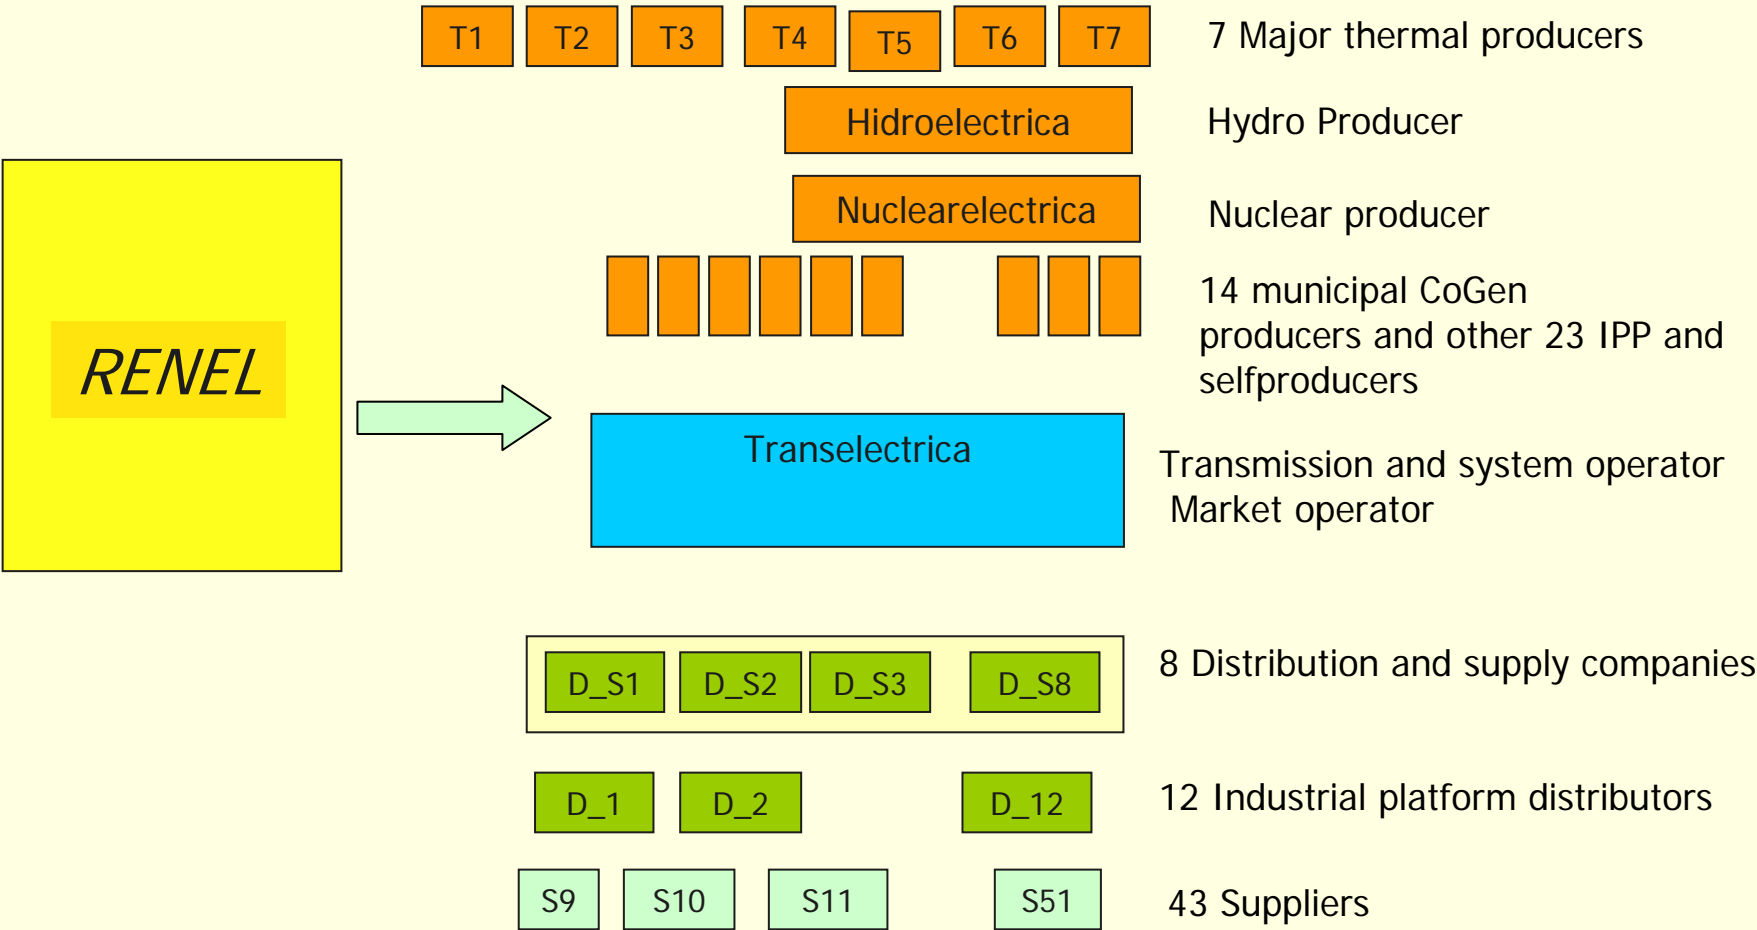 T1 T2 T3 T4 T5 T6 T7 7 Major thermal producers
Hidroelectrica Hydro Producer
Nuclearelectrica Nuclear producer
14 municipal CoGen
producers and other 23 IPP and
selfproducers
RENEL
Transelectrica
Transmission and system operator
Market operator
D_S1 D_S2 D_S3 D_S8 8 Distribution and supply companies
D_1 D_2 D_12 12 Industrial platform distributors
S9 S10 S11 S51 43 Suppliers